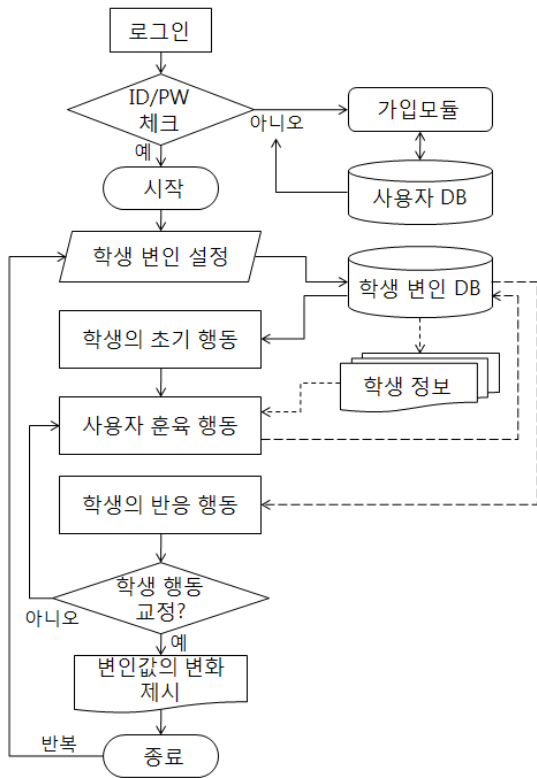 로그인
ID/PW
체크
아니오
가입모듈
예
시작
사용자 DB
학생 변인 설정
학생 변인 DB
학생의 초기 행동
학생 정보
사용자 훈육 행동
학생의 반응 행동
학생 행동
교정?
아니오
예
변인값의 변화
제시
반복
종료